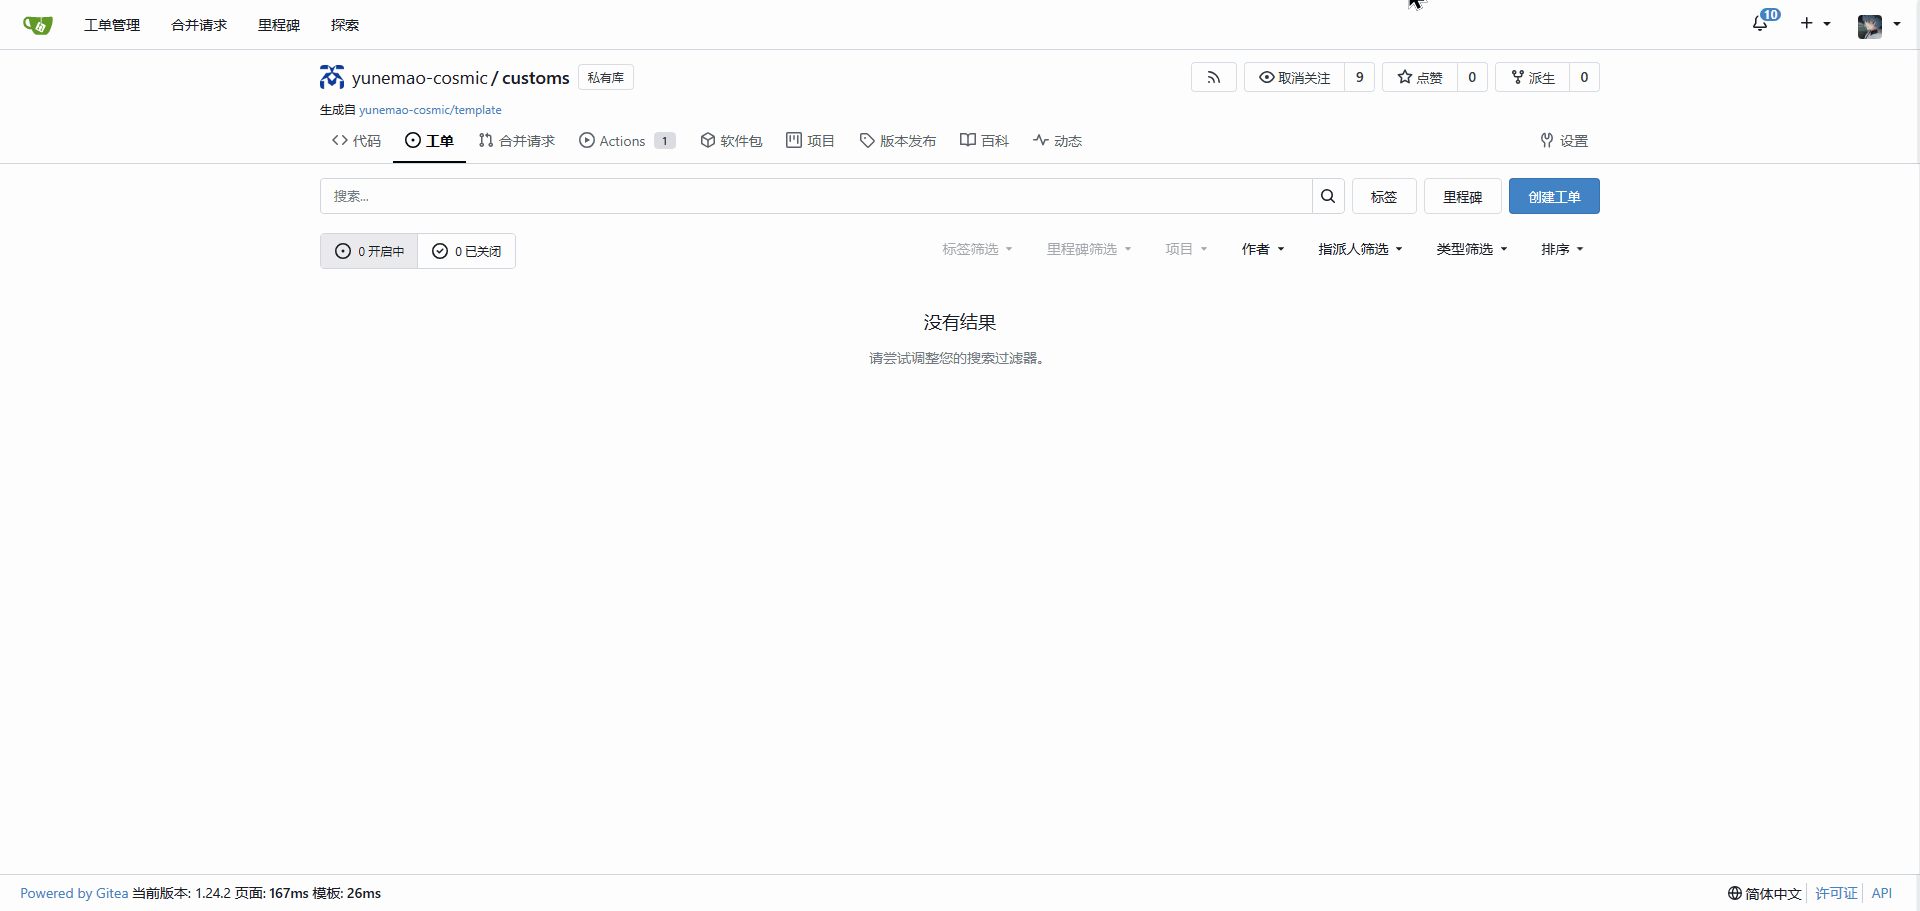 工单管理 合并请求 里程碑 探索 10
yunemao-cosmic / customs 私有库 取消关注 9 点赞 0 派生 0
生成自 yunemao-cosmic/template
代码 工单 合并请求 Actions 1 软件包 项目 版本发布 百科 动态 设置
搜索... 标签 里程碑 创建工单
0 开启中 0 已关闭 标签筛选 里程碑筛选 项目 作者 指派人筛选 类型筛选 排序
没有结果
请尝试调整您的搜索过滤器。
Powered by Gitea 当前版本: 1.24.2 页面: 167ms 模板: 26ms 简体中文 许可证 API